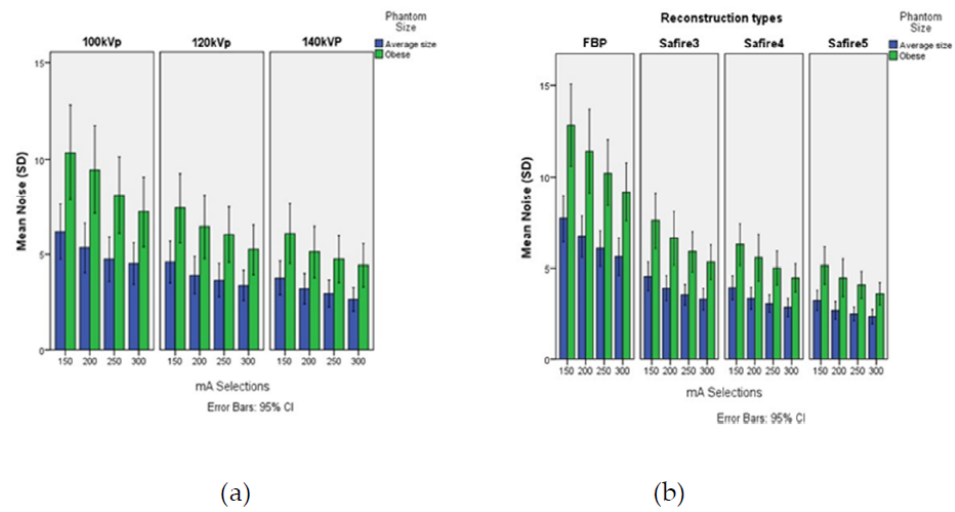 Phantom
Size
Average size
Obese
100kVp 120kVp 140kVP
Mean Noise (SD)
15
10
5
0
150 200 250 300 150 200 250 300 150 200 250 300
mA Selections
Error Bars: 95% CI
(a)
Reconstruction types
Phantom
Size
Average size
Obese
FBP Safire3 Safire4 Safire5
Mean Noise (SD)
15
10
5
0
150 200 250 300 150 200 250 300 150 200 250 300 150 200 250 300
mA Selections
Error Bars: 95% CI
(b)